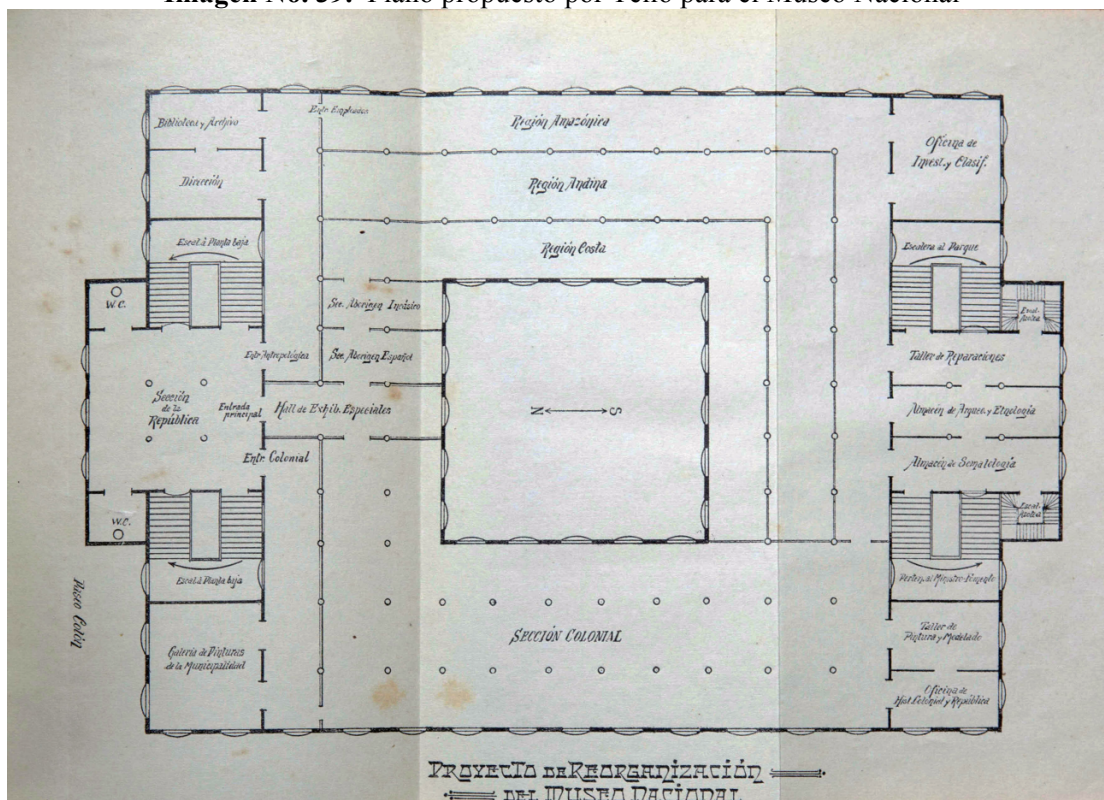 Imagen No. 39. Plano propuesto por Tello para el Museo Nacional
Biblioteca y Archivo
Entr. Empleados
Región Amazónica
Oficina de
Invest. y Clasif.
Dirección
Región Andina
Escal. á Planta baja
Región Costa
Escalera al Parque
W.C.
Sec. Aborigen Incásico
Entr. Antropológica
Sec. Aborigen Español
Taller de Reparaciones
Sección
de la
República
Entrada
principal
Hall de Exhib. Especiales
N
S
Almacén de Arqueo. y Etnología
Entr. Colonial
Almacén de Somatología
W.C.
Escal. á Planta baja
Paseo Colón
Galería de Pinturas
de la Municipalidad
SECCIÓN COLONIAL
Taller de
Pintura y Modelado
Oficina de
Hist. Colonial y República
PROYECTO DE REORGANIZACIÓN
DEL MUSEO NACIONAL